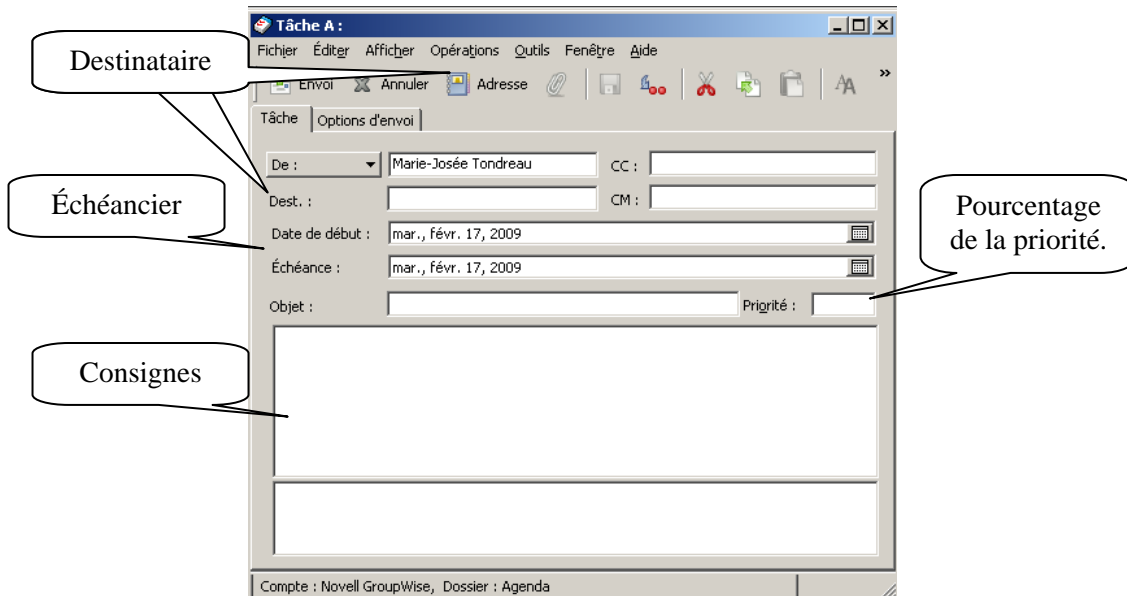 Tâche A :
Fichier Éditer Afficher Opérations Outils Fenêtre Aide
Destinataire
Envoi Annuler Adresse »
Tâche Options d'envoi
De : Marie-Josée Tondreau CC :
Dest. : CM :
Échéancier
Pourcentage
de la priorité.
Date de début : mar., févr. 17, 2009
Échéance : mar., févr. 17, 2009
Objet : Priorité :
Consignes
Compte : Novell GroupWise, Dossier : Agenda